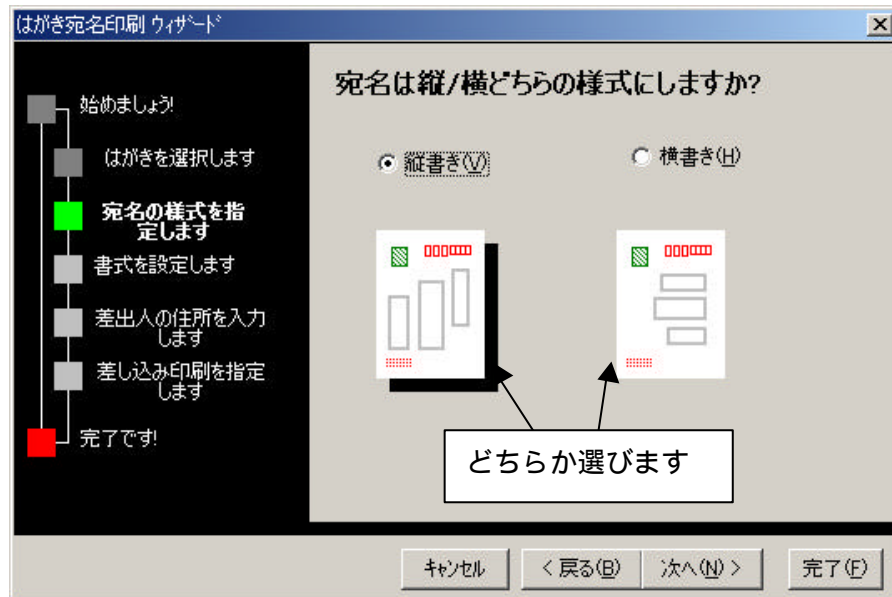 はがき宛名印刷 ウィザード
宛名は縦/横どちらの様式にしますか?
始めましょう!
はがきを選択します
宛名の様式を指
定します
書式を設定します
差出人の住所を入力
します
差し込み印刷を指定
します
完了です!
縦書き(V)
横書き(H)
どちらか選びます
キャンセル
< 戻る(B)
次へ(N) >
完了(F)